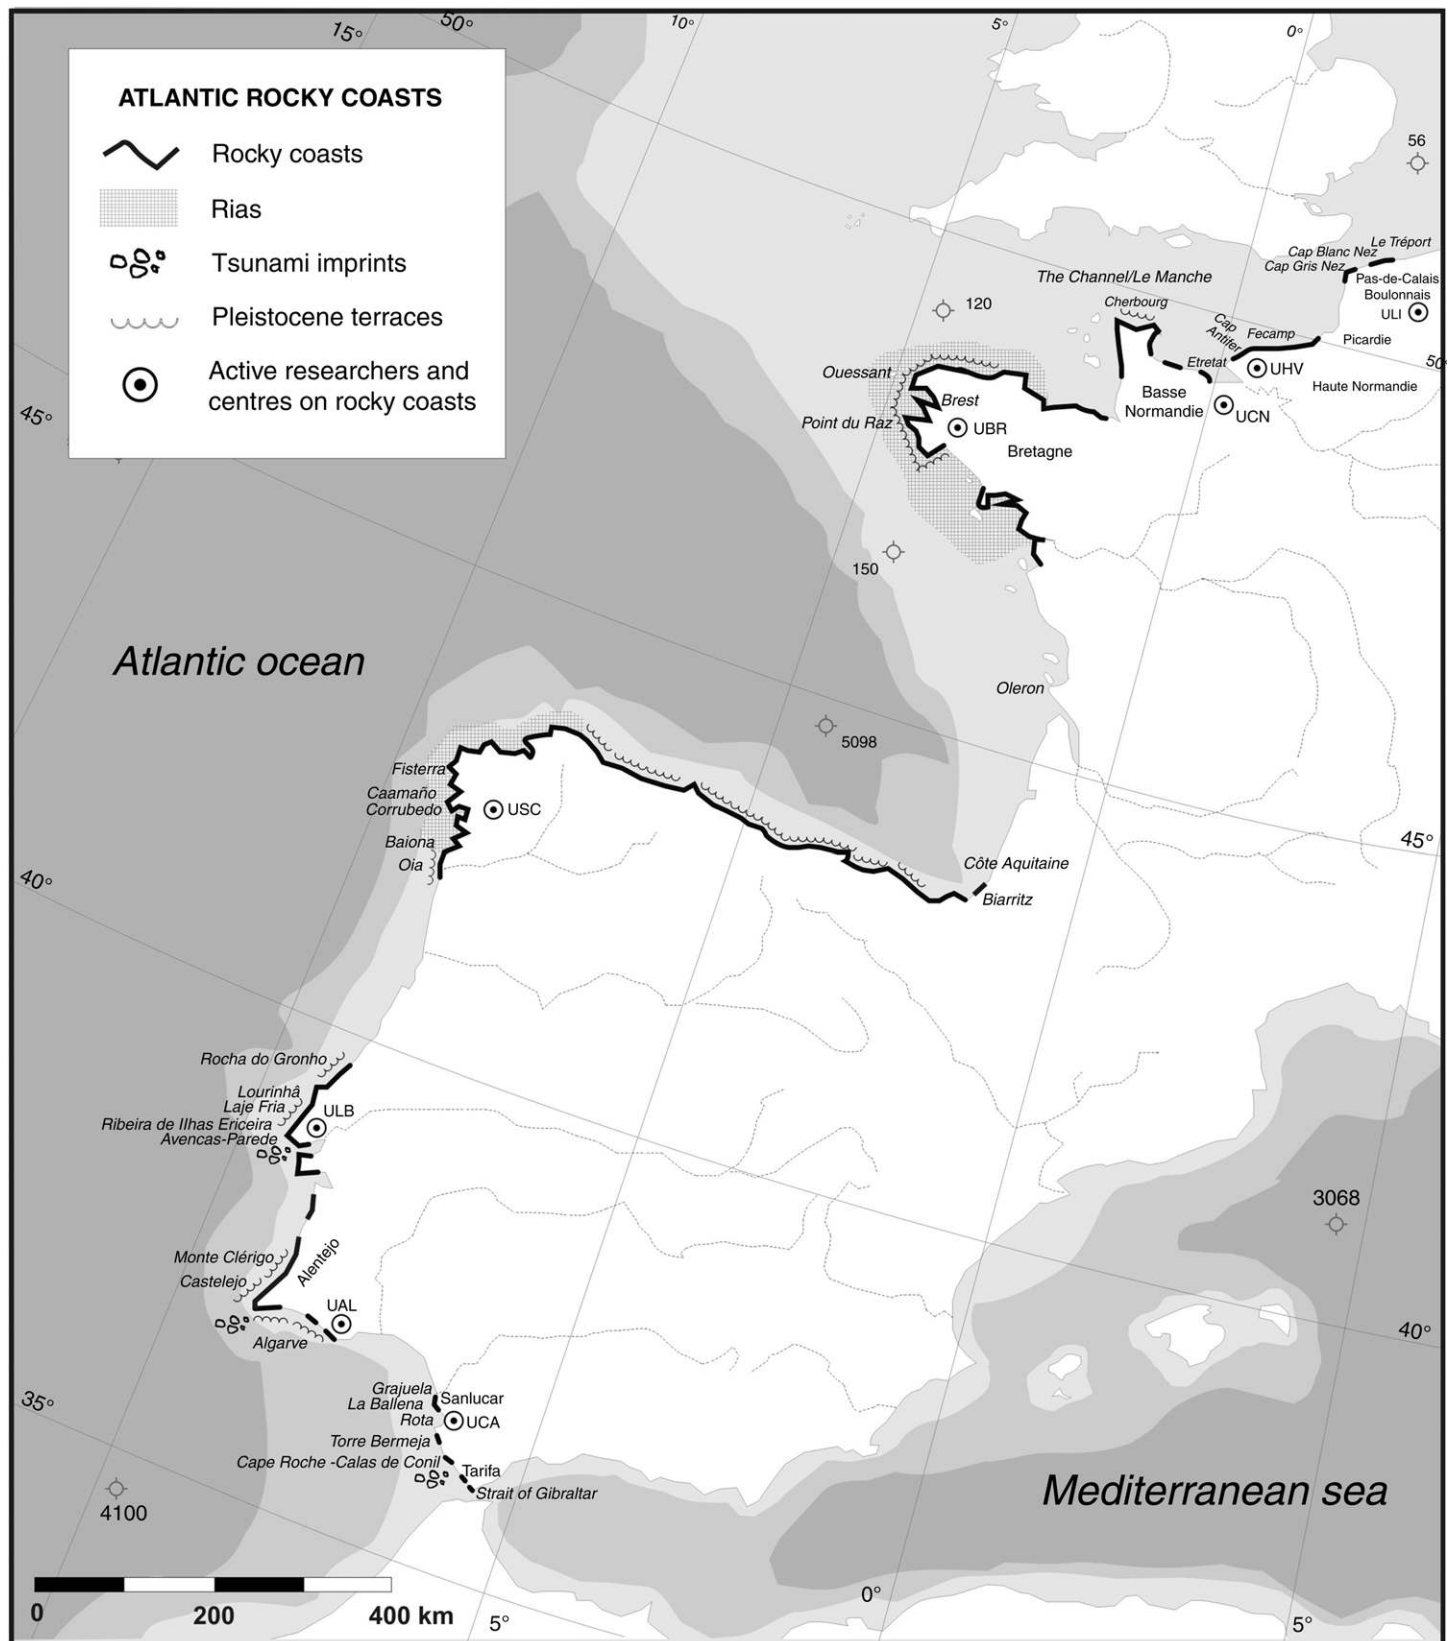 15°
50°
10°
5°
0°
ATLANTIC ROCKY COASTS
Rocky coasts
Rias
Tsunami imprints
Pleistocene terraces
Active researchers and
centres on rocky coasts
56
Le Tréport
Cap Blanc Nez
Cap Gris Nez
Pas-de-Calais
Boulonnais
ULI
The Channel/Le Manche
Cherbourg
120
Cap
Antifer
Fecamp
Picardie
Etretat
UHV
50°
Haute Normandie
Basse
Normandie
UCN
Ouessant
Brest
Point du Raz
UBR
Bretagne
45°
150
Atlantic ocean
Oleron
5098
Fisterra
Caamaño
Corrubedo
USC
Baiona
Oia
45°
Côte Aquitaine
Biarritz
40°
Rocha do Gronho
Lourinhâ
Laje Fria
ULB
Ribeira de Ilhas Ericeira
Avencas-Parede
3068
Monte Clérigo
Castelejo
Alentejo
UAL
Algarve
40°
35°
Grajuela
La Ballena
Sanlucar
Rota
UCA
Torre Bermeja
Cape Roche -Calas de Conil
Tarifa
Strait of Gibraltar
Mediterranean sea
4100
0
200
400 km
5°
0°
5°